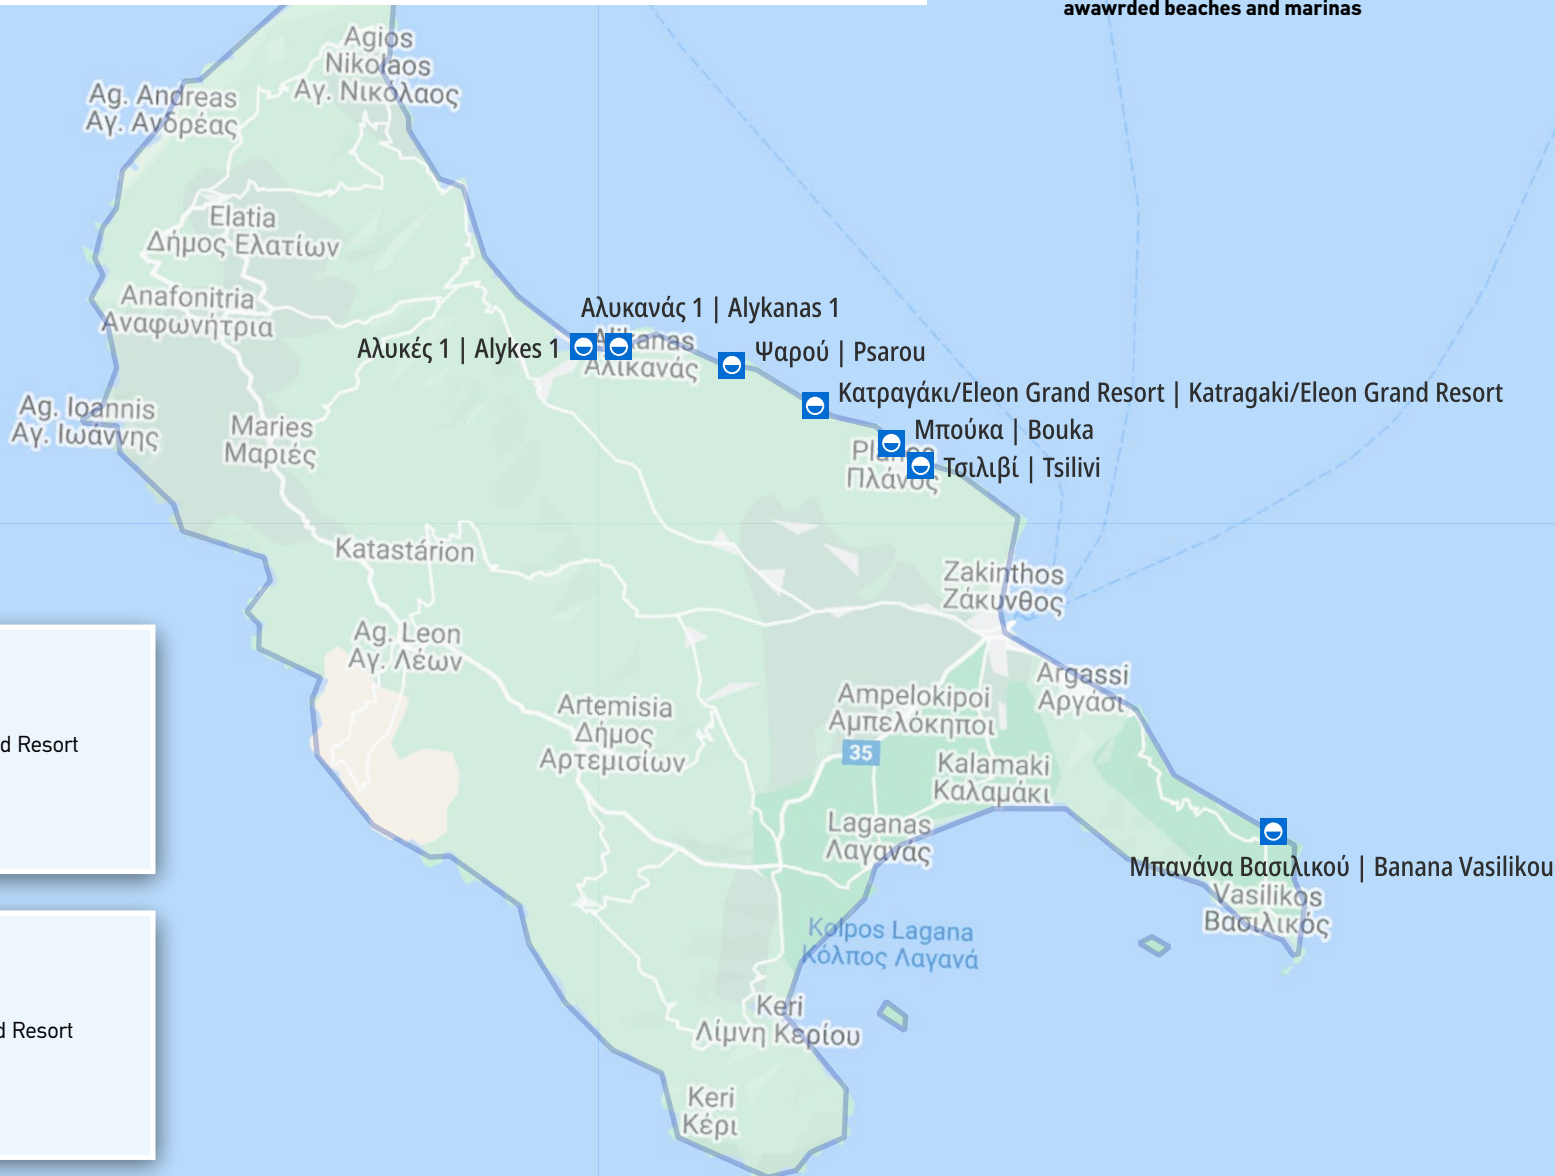 awawrded beaches and marinas
Agios
Nikolaos
Αγ. Νικόλαος
Ag. Andreas
Αγ. Ανδρέας
Elatia
Δήμος Ελατίων
Anafonitria
Αναφωνήτρια
Αλυκανάς 1 | Alykanas 1
Αλυκές 1 | Alykes 1
Alikanas
Αλικανάς
Ψαρού | Psarou
Κατραγάκι/Eleon Grand Resort | Katragaki/Eleon Grand Resort
Ag. Ioannis
Αγ. Ιωάννης
Maries
Μαριές
Μπούκα | Bouka
Planos
Πλάνος
Τσιλιβί | Tsilivi
Katastárion
Zakinthos
Ζάκυνθος
Ag. Leon
Αγ. Λέων
Argassi
Αργάσι
Artemisia
Δήμος
Αρτεμισίων
Ampelokipoi
Αμπελόκηποι
35
d Resort
Kalamaki
Καλαμάκι
Laganas
Λαγανάς
Μπανάνα Βασιλικού | Banana Vasilikou
Vasilikos
Βασιλικός
Kolpos Lagana
Κόλπος Λαγανά
Keri
Λίμνη Κερίου
d Resort
Keri
Κέρι